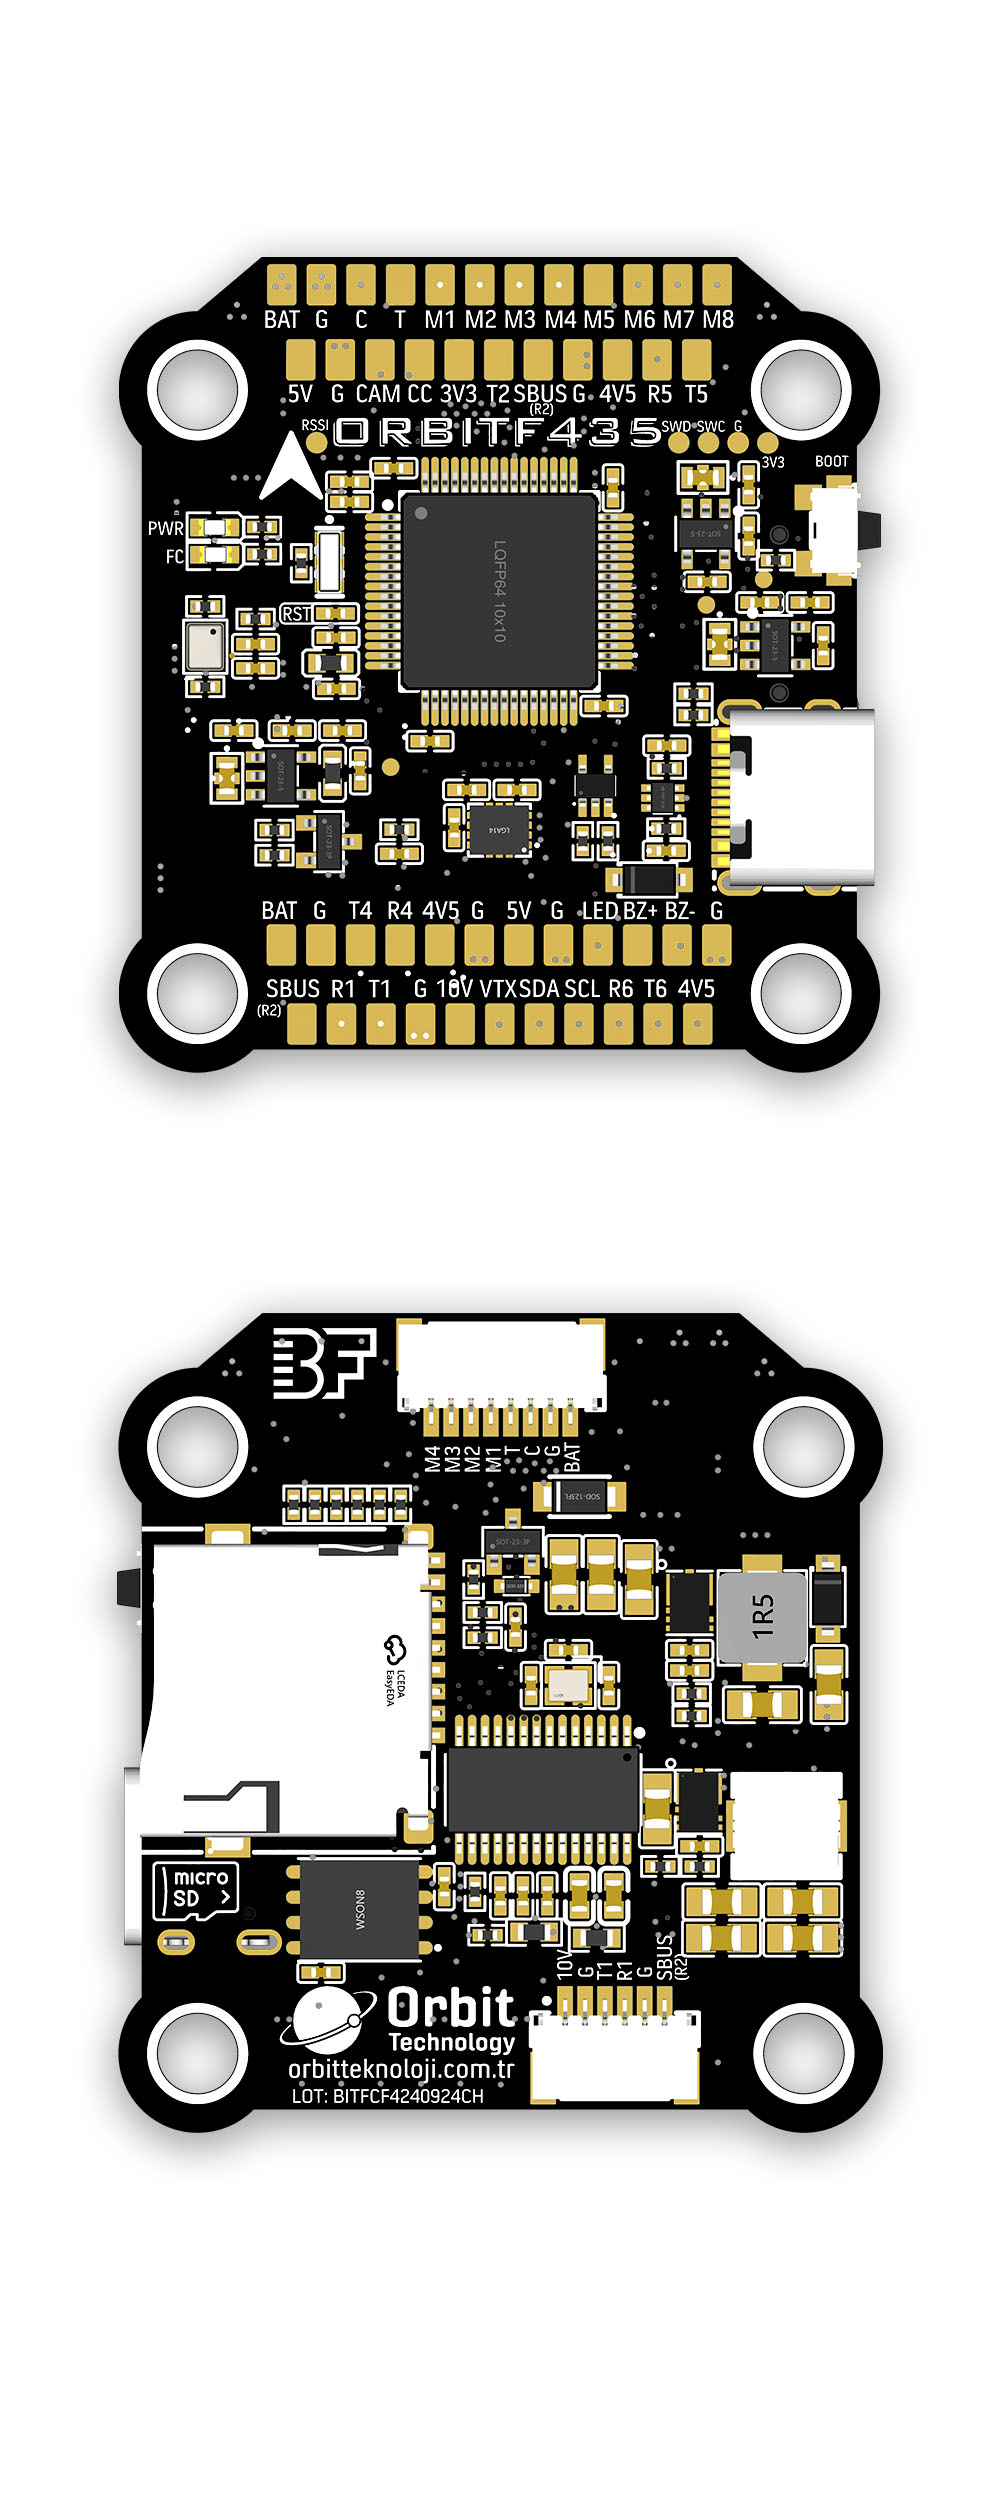 BAT G C T M1 M2 M3 M4 M5 M6 M7 M8
5V G CAM CC 3V3 T2 SBUS G 4V5 R5 T5
(R2)
RSSI ORBITF435 SWD SWC G
3V3 BOOT
PWR
FC
LQFP64 10x10
SOT-23-5
RST
SOT-23-5
SOT-23-5
SOT-23-3P
LGA14
BAT G T4 R4 4V5 G 5V G LED BZ+ BZ- G
SBUS R1 T1 G 10V VTX SDA SCL R6 T6 4V5
(R2)
BF
M4 M3 M2 M1 T C G BAT
SOD-123FL
SOT-23-3P
1R5
LCEDA
EasyEDA
micro
SD
WSON8
10V G T1 R1 G SBUS
(R2)
Orbit
Technology
orbitteknoloji.com.tr
LOT: BITFCF4240924CH